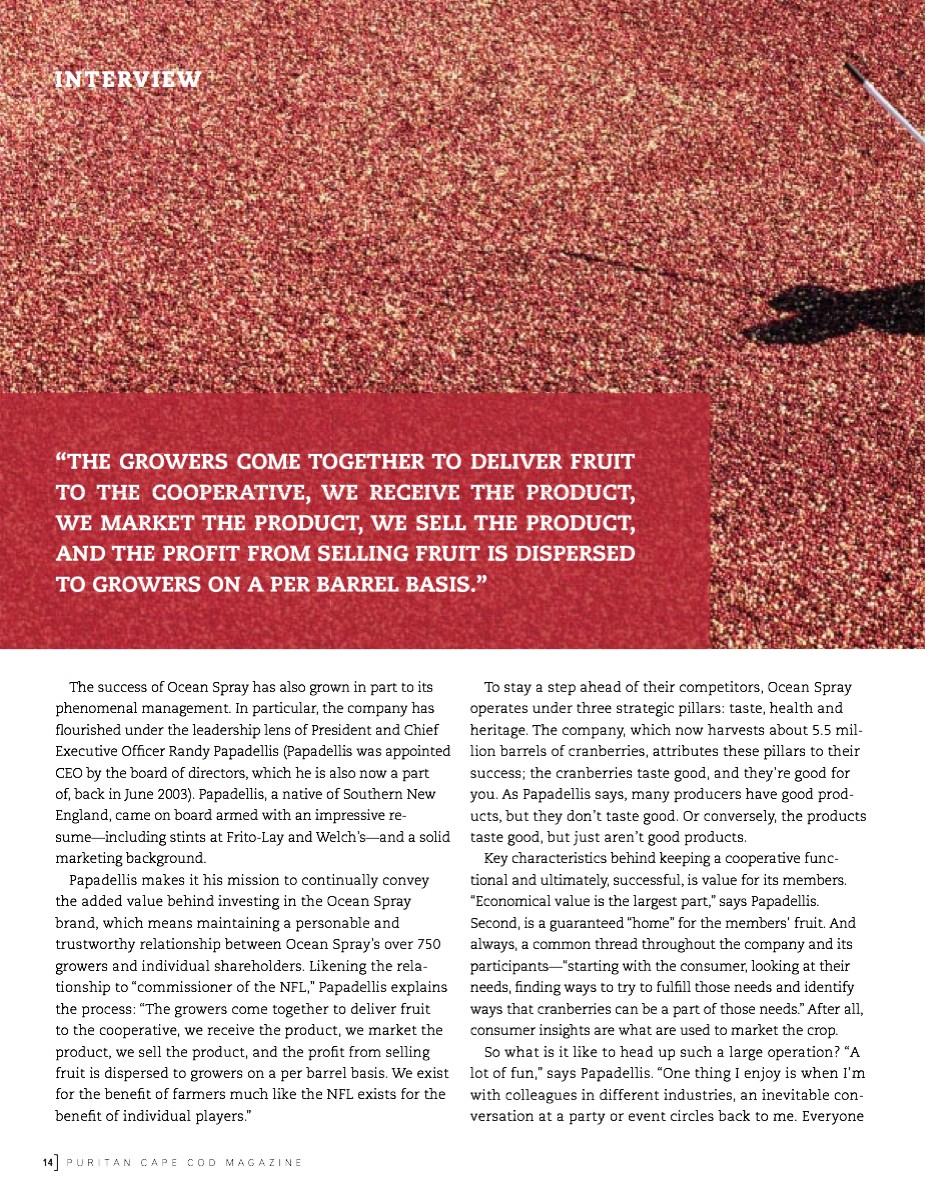 INTERVIEW
“THE GROWERS COME TOGETHER TO DELIVER FRUIT
TO THE COOPERATIVE, WE RECEIVE THE PRODUCT,
WE MARKET THE PRODUCT, WE SELL THE PRODUCT,
AND THE PROFIT FROM SELLING FRUIT IS DISPERSED
TO GROWERS ON A PER BARREL BASIS.”
The success of Ocean Spray has also grown in part to its
phenomenal management. In particular, the company has
flourished under the leadership lens of President and Chief
Executive Officer Randy Papadellis (Papadellis was appointed
CEO by the board of directors, which he is also now a part
of, back in June 2003). Papadellis, a native of Southern New
England, came on board armed with an impressive re-
sume—including stints at Frito-Lay and Welch’s—and a solid
marketing background.
Papadellis makes it his mission to continually convey
the added value behind investing in the Ocean Spray
brand, which means maintaining a personable and
trustworthy relationship between Ocean Spray’s over 750
growers and individual shareholders. Likening the rela-
tionship to “commissioner of the NFL,” Papadellis explains
the process: “The growers come together to deliver fruit
to the cooperative, we receive the product, we market the
product, we sell the product, and the profit from selling
fruit is dispersed to growers on a per barrel basis. We exist
for the benefit of farmers much like the NFL exists for the
benefit of individual players.”
To stay a step ahead of their competitors, Ocean Spray
operates under three strategic pillars: taste, health and
heritage. The company, which now harvests about 5.5 mil-
lion barrels of cranberries, attributes these pillars to their
success; the cranberries taste good, and they’re good for
you. As Papadellis says, many producers have good prod-
ucts, but they don’t taste good. Or conversely, the products
taste good, but just aren’t good products.
Key characteristics behind keeping a cooperative func-
tional and ultimately, successful, is value for its members.
“Economical value is the largest part,” says Papadellis.
Second, is a guaranteed “home” for the members’ fruit. And
always, a common thread throughout the company and its
participants—“starting with the consumer, looking at their
needs, finding ways to try to fulfill those needs and identify
ways that cranberries can be a part of those needs.” After all,
consumer insights are what are used to market the crop.
So what is it like to head up such a large operation? “A
lot of fun,” says Papadellis. “One thing I enjoy is when I’m
with colleagues in different industries, an inevitable con-
versation at a party or event circles back to me. Everyone
14] PURITAN CAPE COD MAGAZINE